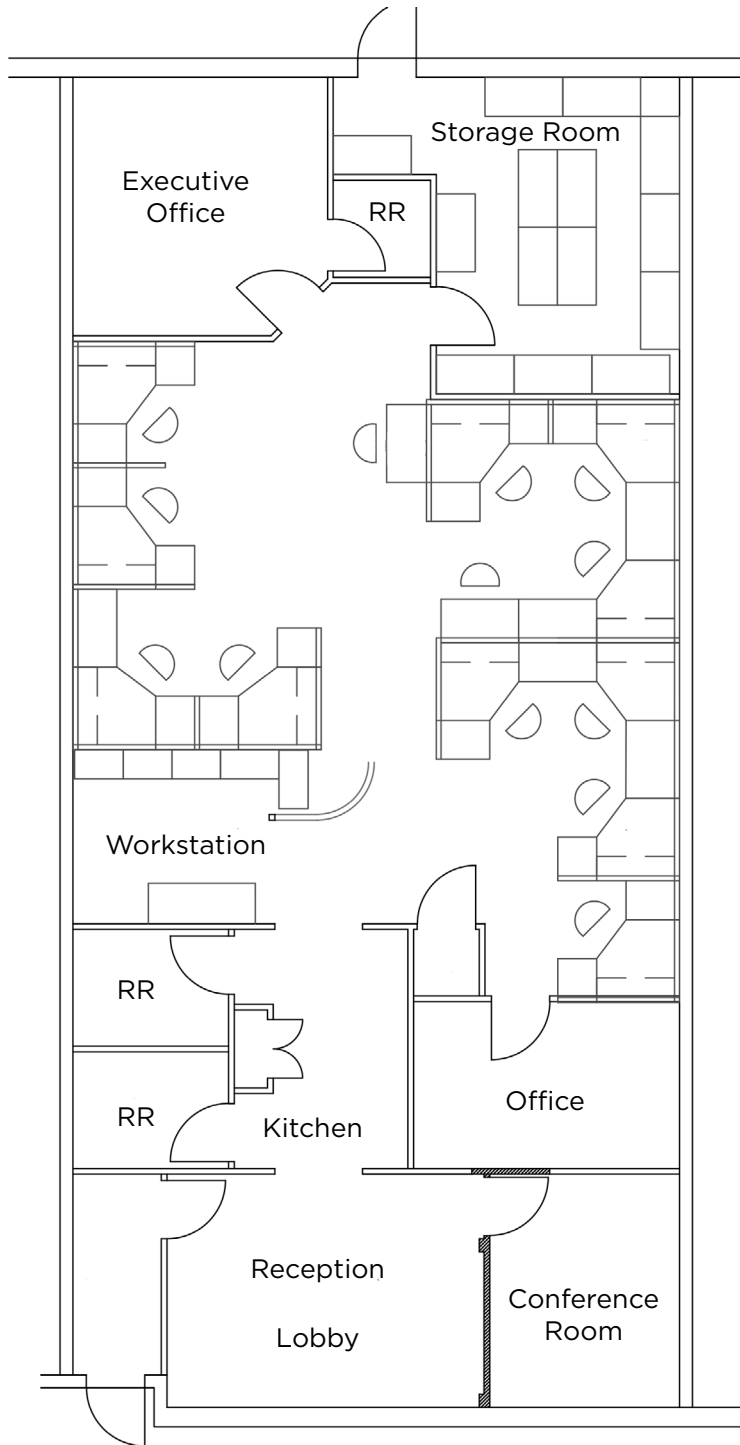 Storage Room
Executive
Office
RR
Workstation
RR
Office
RR
Kitchen
Reception
Conference
Room
Lobby